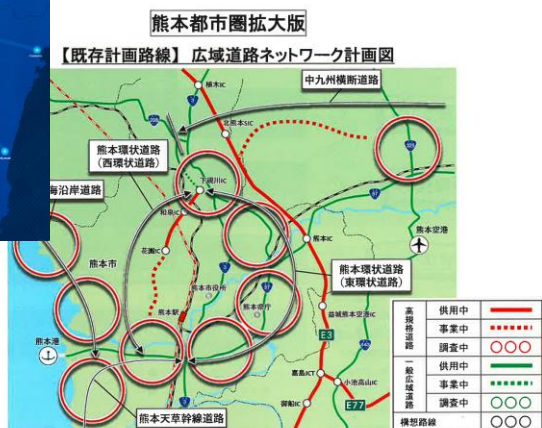 熊本都市圏拡大版
【既存計画路線】 広域道路ネットワーク計画図
植木IC
中九州横断道路
3
208
北熊本SIC
325
熊本環状道路
(西環状道路)
下硯川IC
57
海沿岸道路
和泉IC
花園IC
熊本IC
熊本空港
熊本市
3
熊本環状道路
(東環状道路)
熊本市役所
57
熊本県庁
熊本駅
益城熊本空港IC
熊本港
E3
443
嘉島JCT
小池高山IC
御船IC
E77
熊本天草幹線道路
高規格道路
供用中
事業中
調査中
一般広域道路
供用中
事業中
調査中
構想路線